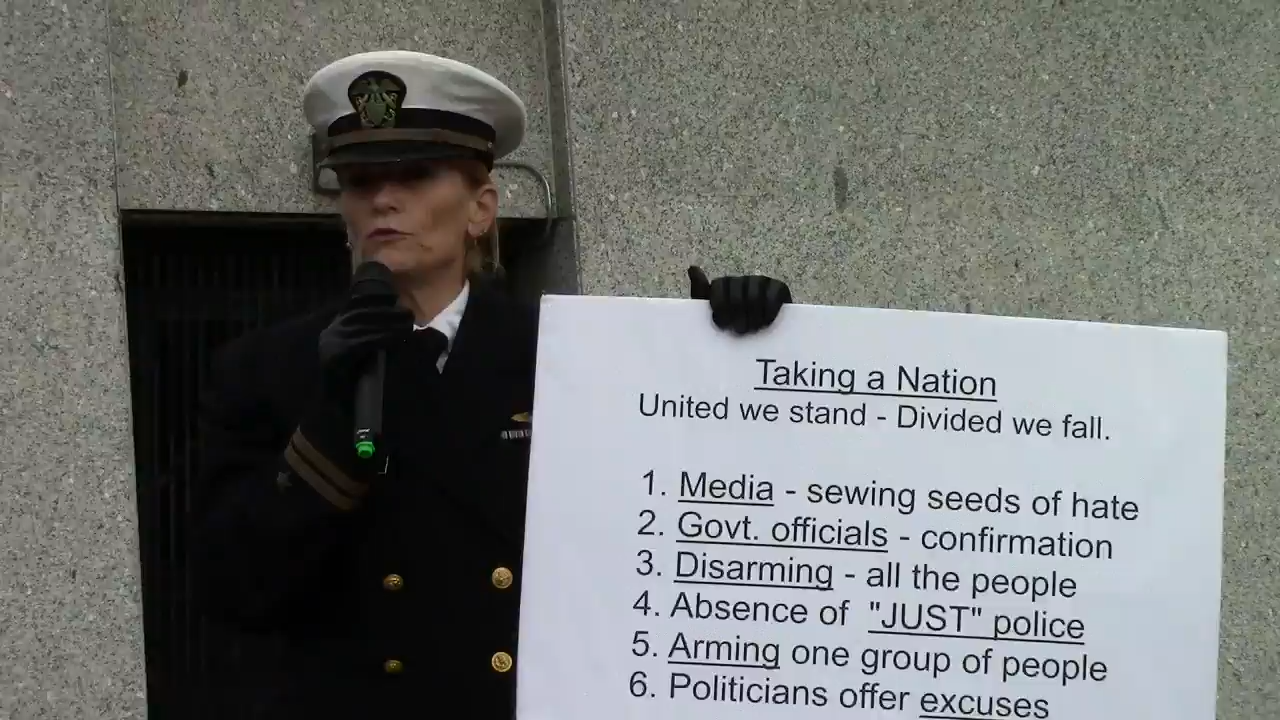 Taking a Nation
United we stand - Divided we fall.
1. Media - sewing seeds of hate
2. Govt. officials - confirmation
3. Disarming - all the people
4. Absence of "JUST" police
5. Arming one group of people
6. Politicians offer excuses